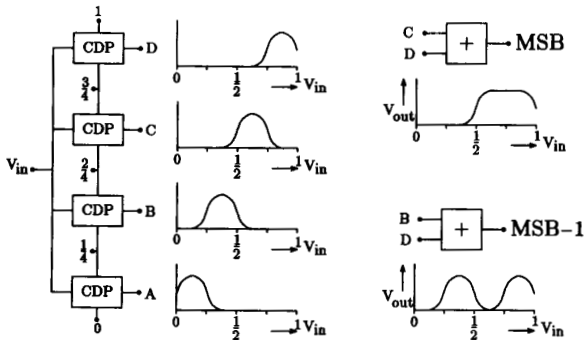 1
CDP
D
0 1/2 1
Vin
3/4
CDP
C
0 1/2 1
Vin
Vin
2/4
CDP
B
0 1/2 1
Vin
1/4
CDP
A
0 1/2 1
Vin
0
C
D
+
MSB
Vout
0 1/2 1
Vin
B
D
+
MSB-1
Vout
0 1/2 1
Vin